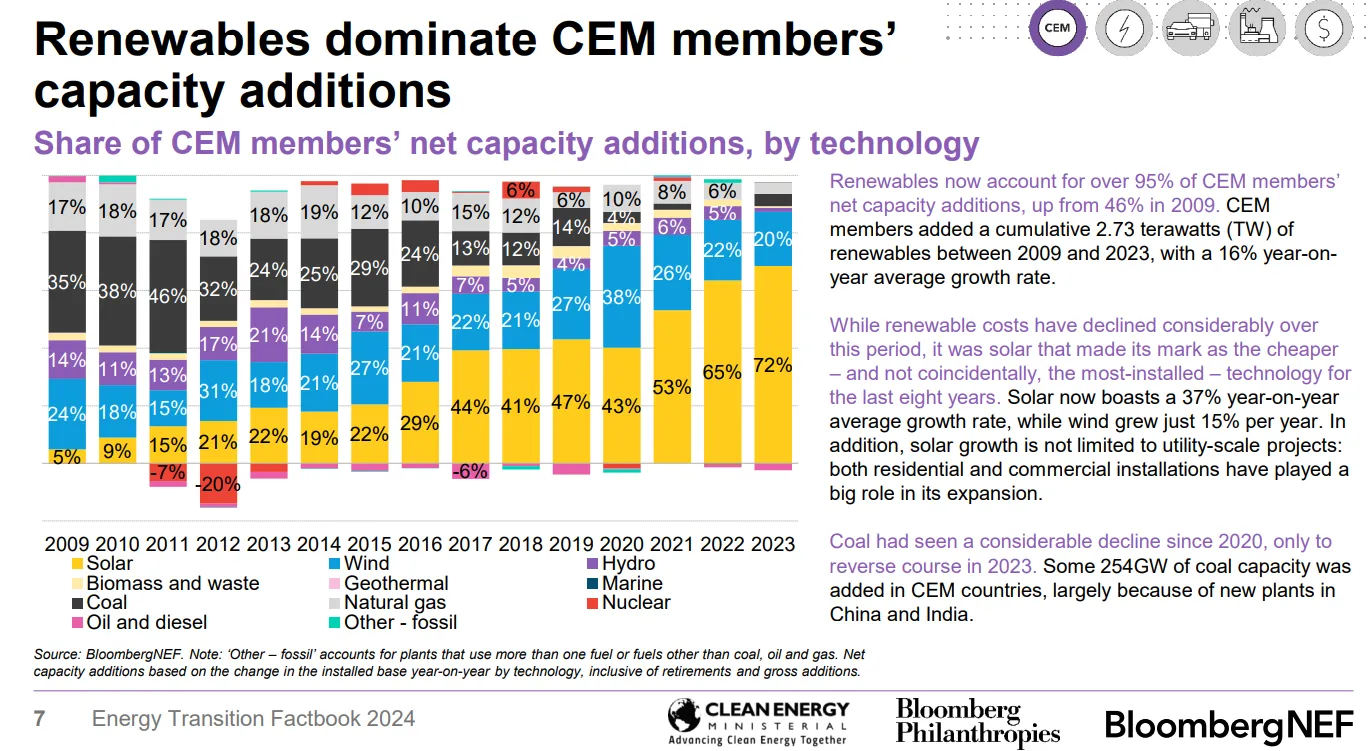 Renewables dominate CEM members’
capacity additions
CEM
$
Share of CEM members’ net capacity additions, by technology
17% 18% 17% 18% 18% 19% 12% 10% 15% 6% 12% 6% 10% 8% 6%
35% 38% 46% 32% 24% 25% 29% 24% 13% 12% 14% 4%
14% 11% 13% 17% 21% 14% 7% 11% 7% 5% 4% 5% 6% 5%
24% 18% 15% 31% 18% 21% 27% 21% 22% 21% 27% 38% 26% 22% 20%
5% 9% 15% 21% 22% 19% 22% 29% 44% 41% 47% 43% 53% 65% 72%
-7% -20% -6%
2009 2010 2011 2012 2013 2014 2015 2016 2017 2018 2019 2020 2021 2022 2023
Solar Wind Hydro
Biomass and waste Geothermal Marine
Coal Natural gas Nuclear
Oil and diesel Other - fossil
Renewables now account for over 95% of CEM members’
net capacity additions, up from 46% in 2009. CEM
members added a cumulative 2.73 terawatts (TW) of
renewables between 2009 and 2023, with a 16% year-on-
year average growth rate.
While renewable costs have declined considerably over
this period, it was solar that made its mark as the cheaper
– and not coincidentally, the most-installed – technology for
the last eight years. Solar now boasts a 37% year-on-year
average growth rate, while wind grew just 15% per year. In
addition, solar growth is not limited to utility-scale projects:
both residential and commercial installations have played a
big role in its expansion.
Coal had seen a considerable decline since 2020, only to
reverse course in 2023. Some 254GW of coal capacity was
added in CEM countries, largely because of new plants in
China and India.
Source: BloombergNEF. Note: ‘Other – fossil’ accounts for plants that use more than one fuel or fuels other than coal, oil and gas. Net
capacity additions based on the change in the installed base year-on-year by technology, inclusive of retirements and gross additions.
7 Energy Transition Factbook 2024
CLEAN ENERGY
MINISTERIAL
Advancing Clean Energy Together
Bloomberg
Philanthropies
BloombergNEF